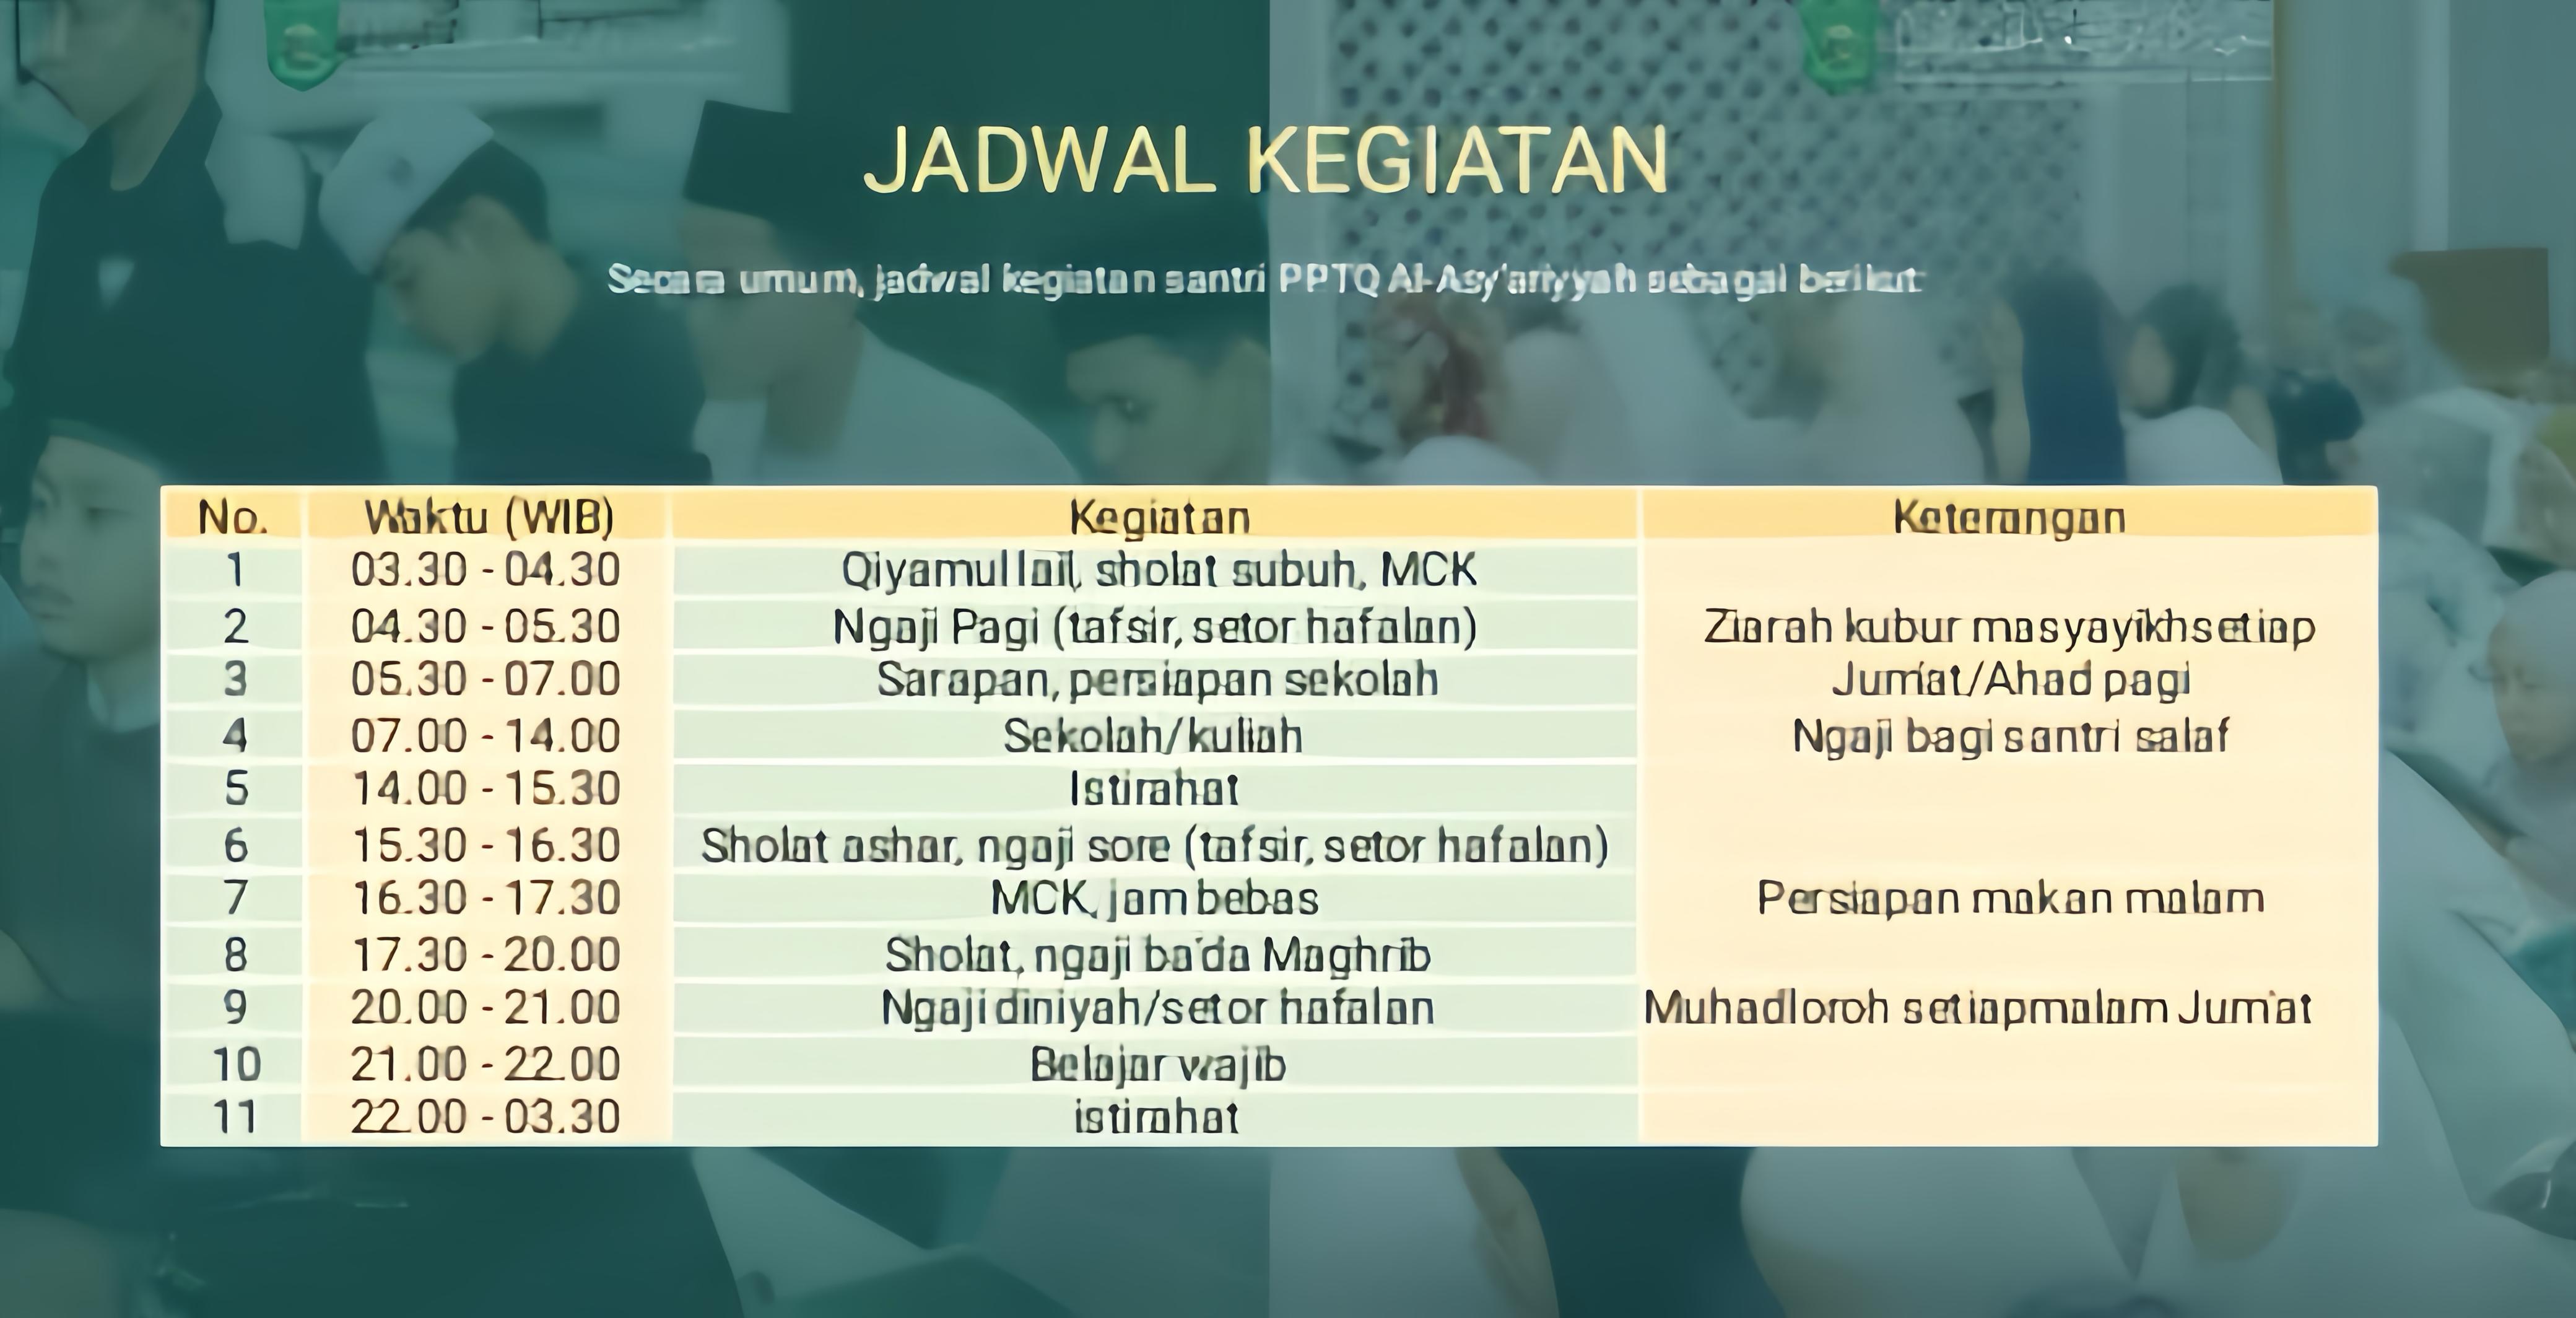 JADWAL KEGIATAN
Secara umum, jadwal kegiatan santri PPTQ Al-Asy'ariyyah sebagai berikut:
No. Waktu (WIB) Kegiatan Keterangan
1 03.30 - 04.30 Qiyamul lail, sholat subuh, MCK
2 04.30 - 05.30 Ngaji Pagi (tafsir, setor hafalan) Ziarah kubur masyayikh setiap
3 05.30 - 07.00 Sarapan, persiapan sekolah Jum'at/Ahad pagi
4 07.00 - 14.00 Sekolah/kuliah Ngaji bagi santri salaf
5 14.00 - 15.30 Istirahat
6 15.30 - 16.30 Sholat ashar, ngaji sore (tafsir, setor hafalan)
7 16.30 - 17.30 MCK, jam bebas Persiapan makan malam
8 17.30 - 20.00 Sholat, ngaji ba'da Maghrib
9 20.00 - 21.00 Ngaji diniyah/setor hafalan Muhadloroh setiap malam Jum'at
10 21.00 - 22.00 Belajar wajib
11 22.00 - 03.30 istirahat